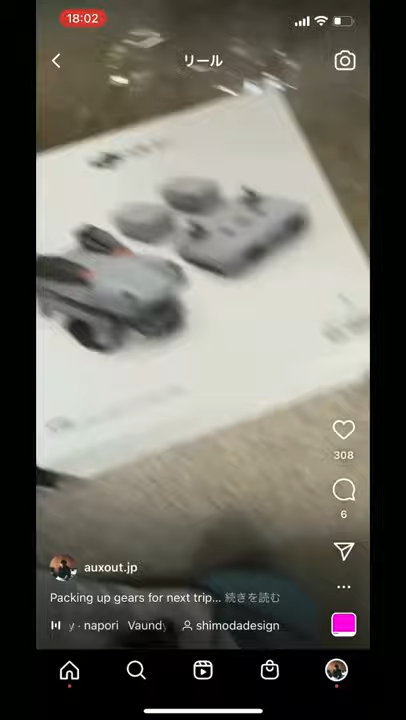 18:02
リール
308
6
auxout.jp
Packing up gears for next trip... 続きを読む
y · napori Vaundy
shimodadesign